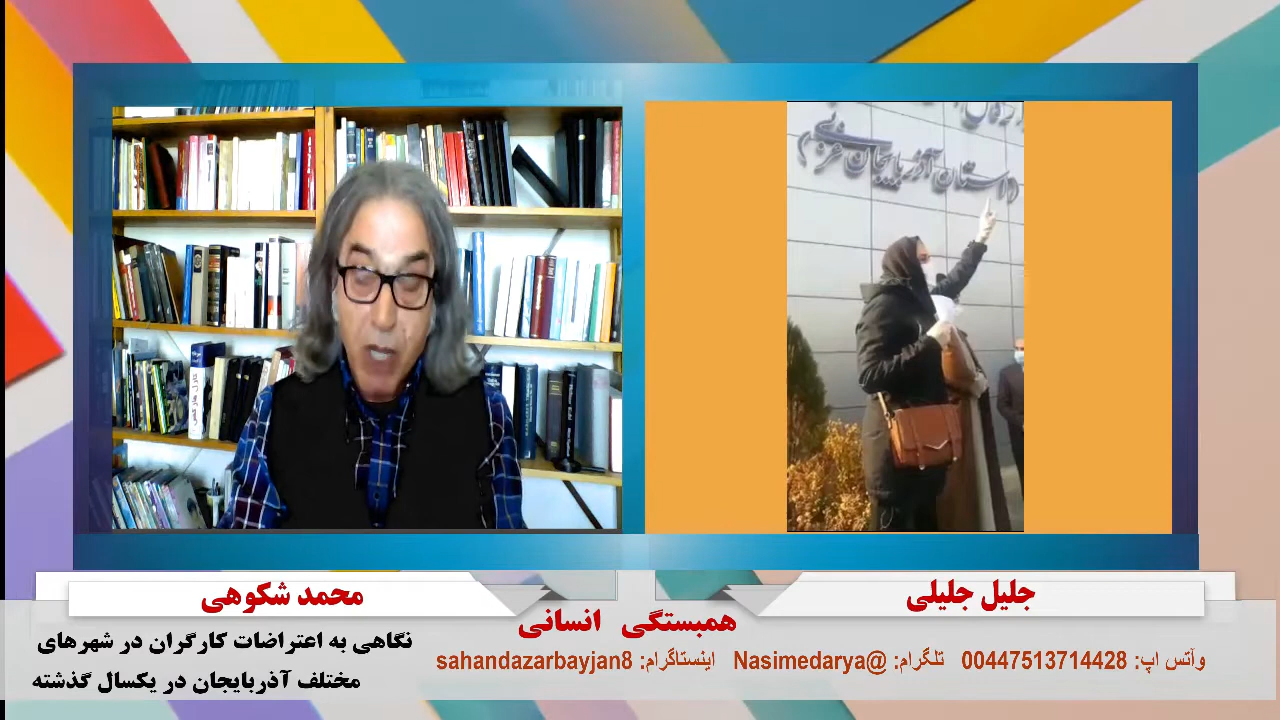 استان آذربایجان غربی
محمد شکوهی
جلیل جلیلی
همبستگی انسانی
نگاهی به اعتراضات کارگران در شهرهای
مختلف آذربایجان در یکسال گذشته
وآتس اپ: 00447513714428 تلگرام: @Nasimedarya اینستاگرام: sahandazarbayjan8